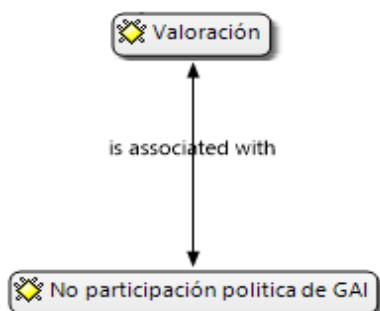 Valoración
is associated with
No participación politica de GAI